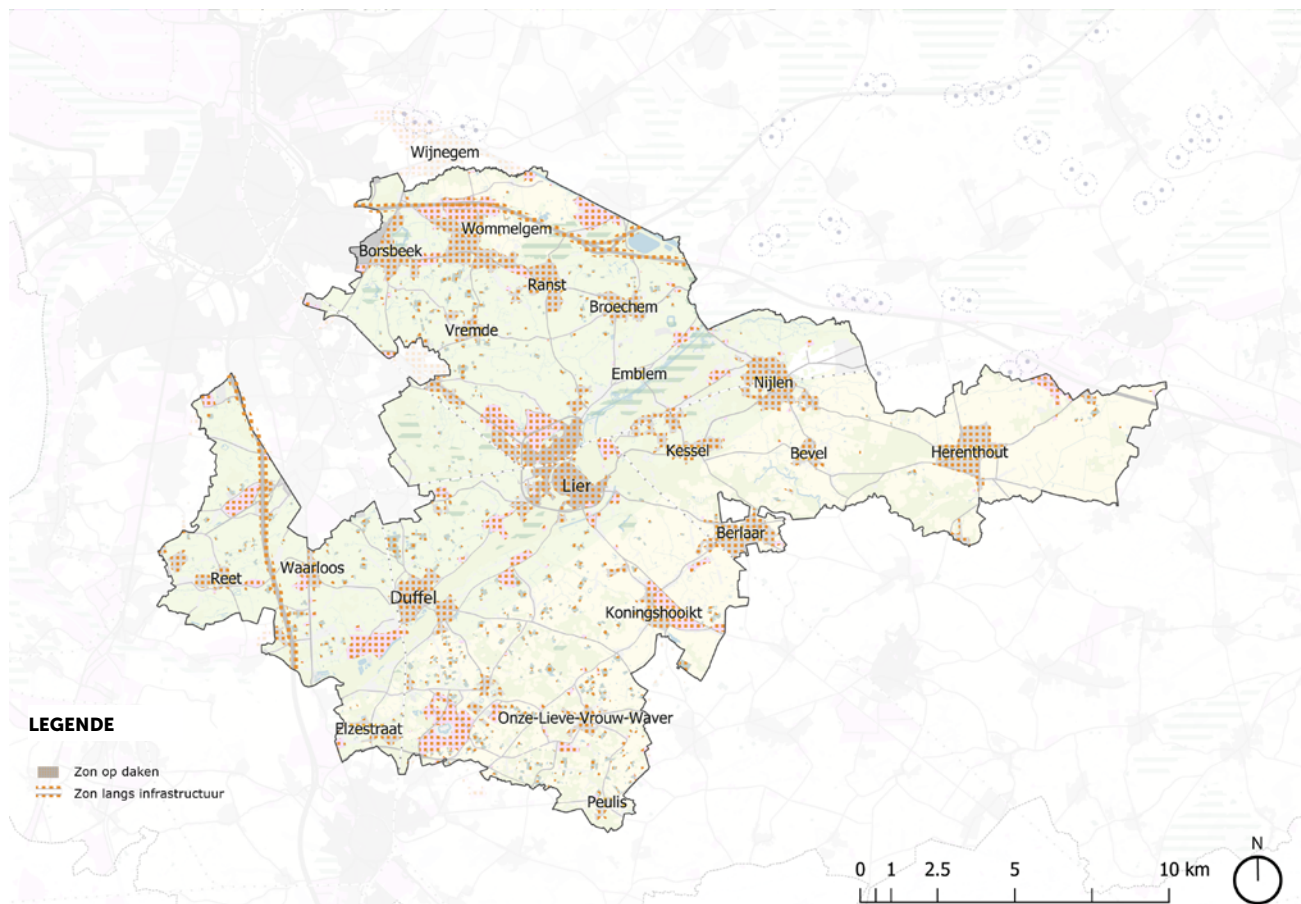 Wijnegem
Wommelgem
Borsbeek
Ranst
Broechem
Vremde
Emblem
Nijlen
Kessel
Bevel
Herenthout
Lier
Berlaar
Waarloos
Reet
Duffel
Koningshooikt
Onze-Lieve-Vrouw-Waver
Elzestraat
Peulis
LEGENDE
Zon op daken
Zon langs infrastructuur
0 1 2.5 5 10 km
N